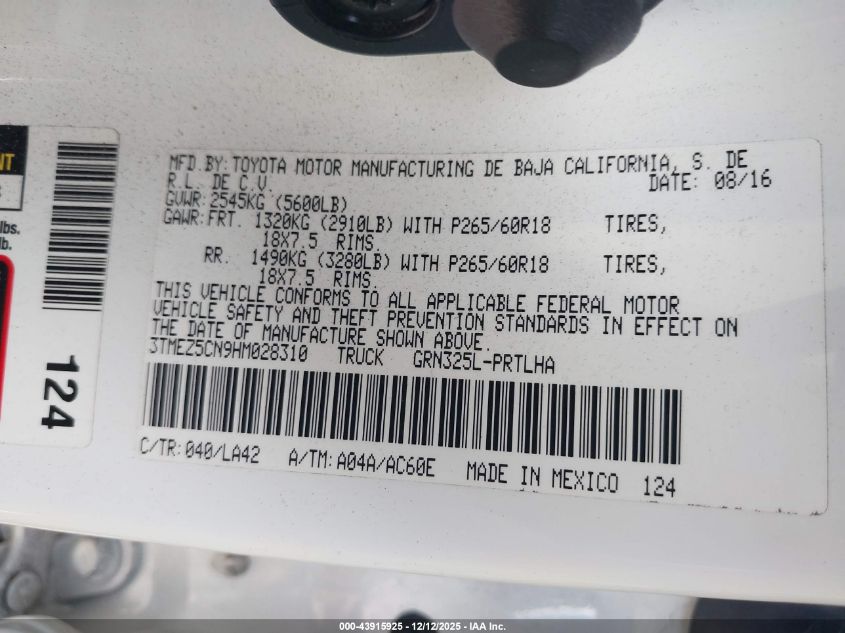 MFD.BY:TOYOTA MOTOR MANUFACTURING DE BAJA CALIFORNIA, S. DE
R.L. DE C.V. DATE: 08/16
GVWR:2545KG (5600LB)
GAWR:FRT. 1320KG (2910LB) WITH P265/60R18 TIRES,
18X7.5 RIMS.
RR. 1490KG (3280LB) WITH P265/60R18 TIRES,
18X7.5 RIMS.
THIS VEHICLE CONFORMS TO ALL APPLICABLE FEDERAL MOTOR
VEHICLE SAFETY AND THEFT PREVENTION STANDARDS IN EFFECT ON
THE DATE OF MANUFACTURE SHOWN ABOVE.
3TMEZ5CN9HM028310 TRUCK GRN325L-PRTLHA
C/TR:040/LA42 A/TM:A04A/AC60E MADE IN MEXICO 124
124
lbs.
lb.
000-43915925 - 12/12/2025 - IAA Inc.